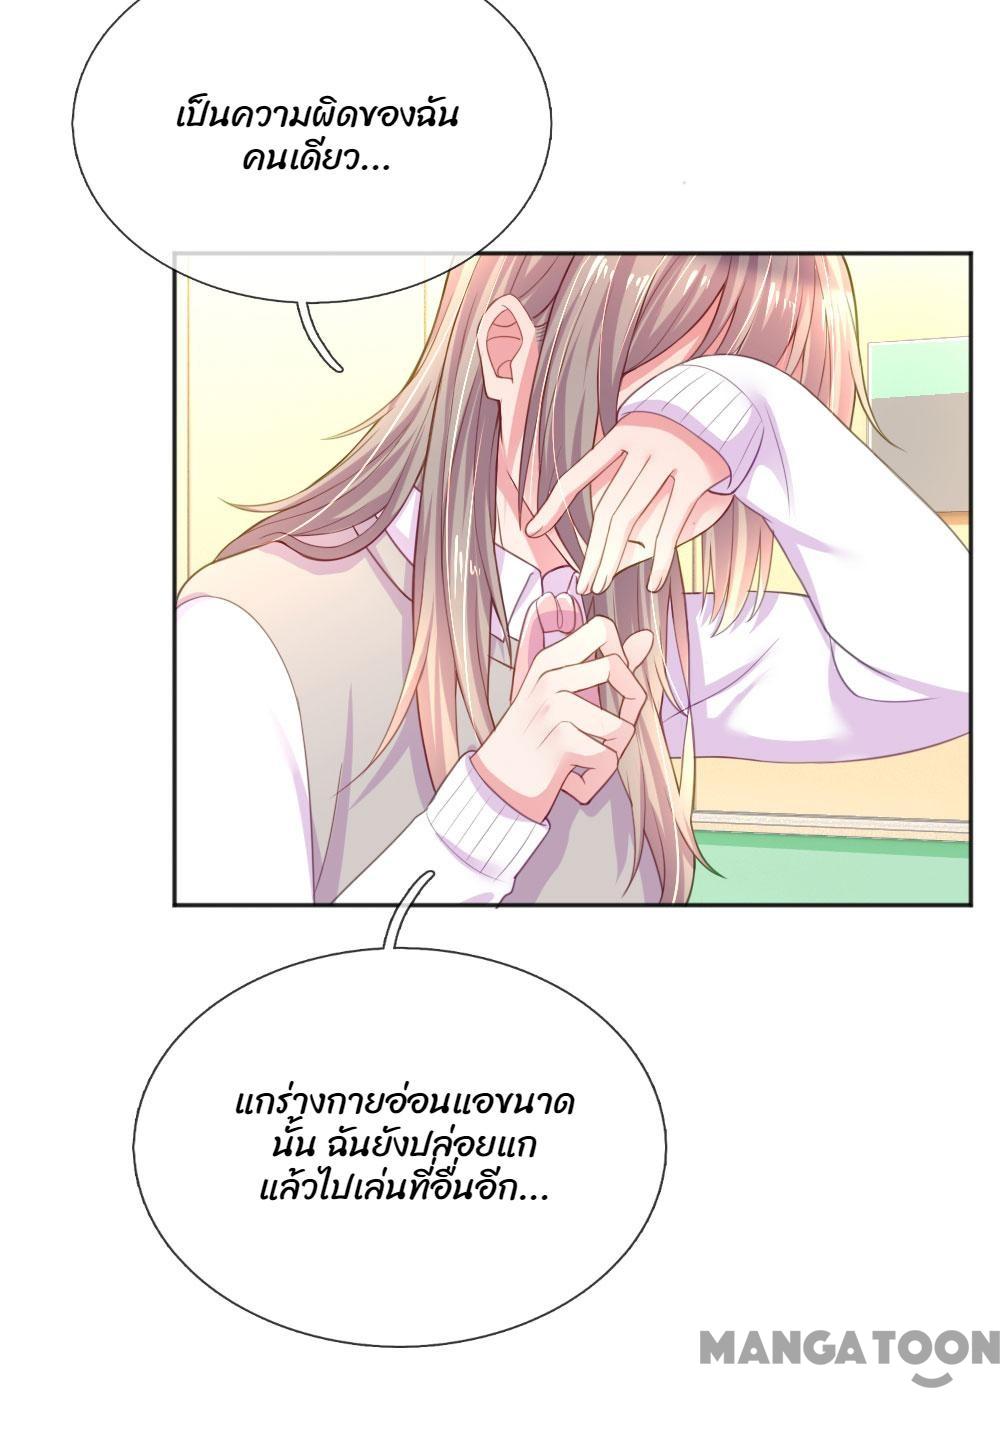 เป็นความผิดของฉัน
คนเดียว...
แกร่างกายอ่อนแอขนาด
นั้น ฉันยังปล่อยแก
แล้วไปเล่นที่อื่นอีก...
MANGATOON